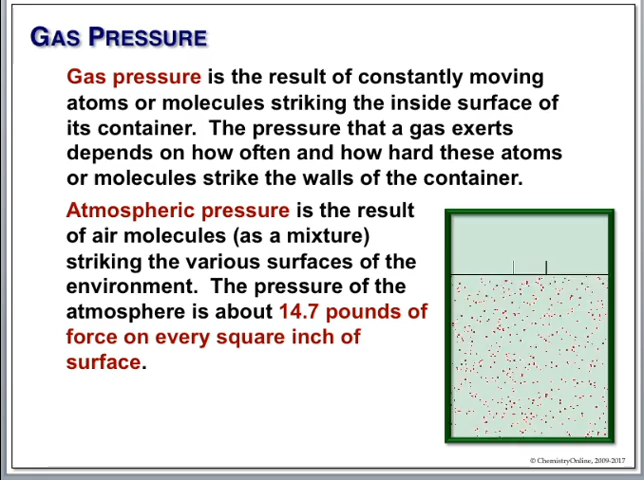 GAS PRESSURE
Gas pressure is the result of constantly moving
atoms or molecules striking the inside surface of
its container.  The pressure that a gas exerts
depends on how often and how hard these atoms
or molecules strike the walls of the container.
Atmospheric pressure is the result
of air molecules (as a mixture)
striking the various surfaces of the
environment.  The pressure of the
atmosphere is about 14.7 pounds of
force on every square inch of
surface.
© ChemistryOnline, 2009-2017